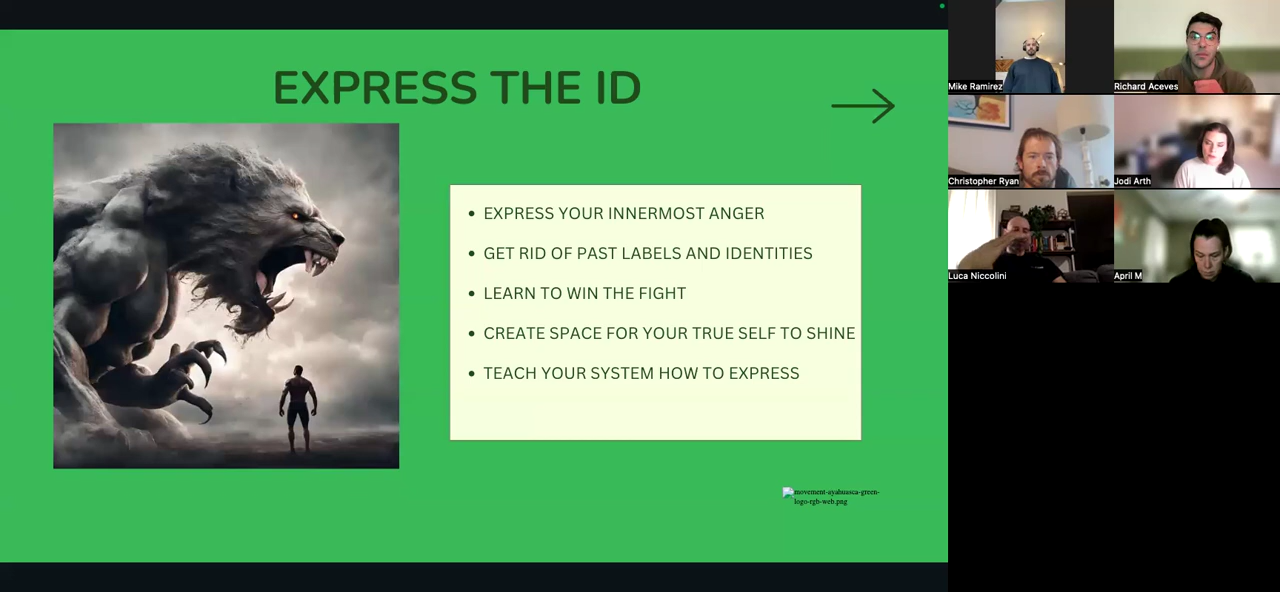 EXPRESS THE ID
EXPRESS YOUR INNERMOST ANGER
GET RID OF PAST LABELS AND IDENTITIES
LEARN TO WIN THE FIGHT
CREATE SPACE FOR YOUR TRUE SELF TO SHINE
TEACH YOUR SYSTEM HOW TO EXPRESS
movement-ayahuasca-green-
logo-rgb-web.png
Mike Ramirez
Richard Aceves
Christopher Ryan
Jodi Arth
Luca Niccolini
April M